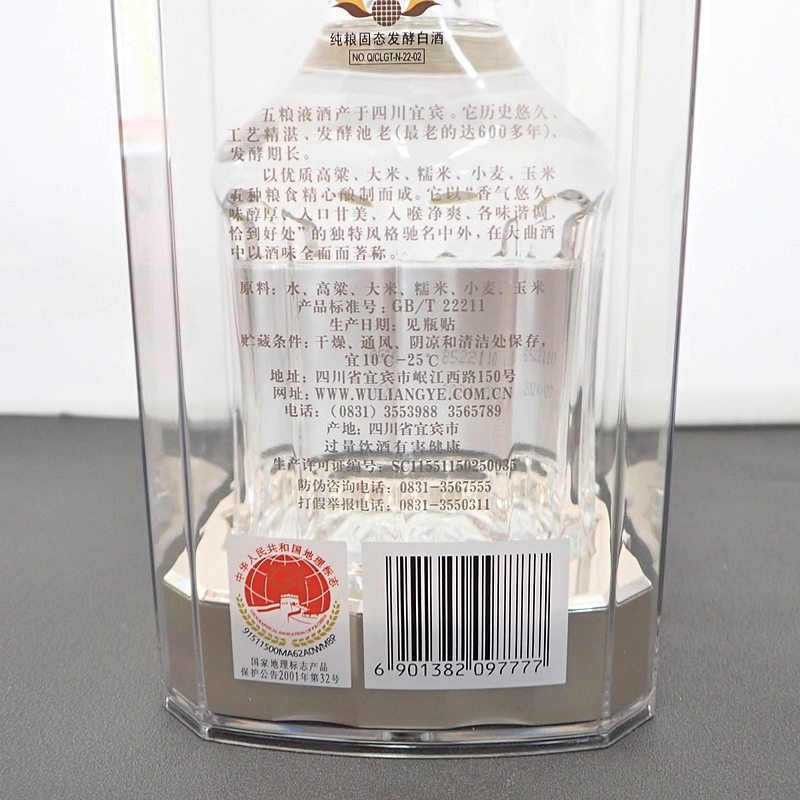 纯粮固态发酵白酒
NO. Q/CLGT-N-22-02
五粮液酒产于四川宜宾。它历史悠久、
工艺精湛、发酵池老(最老的达600多年)、
发酵期长。
以优质高粱、大米、糯米、小麦、玉米
五种粮食精心酿制而成。它以“香气悠久、
味醇厚、入口甘美、入喉净爽、各味谐调、
恰到好处”的独特风格驰名中外,在大曲酒
中以酒味全面而著称。
原料:水、高粱、大米、糯米、小麦、玉米
产品标准号:GB/T 22211
生产日期:见瓶贴
贮藏条件:干燥、通风、阴凉和清洁处保存,
宜10℃-25℃
地址:四川省宜宾市岷江西路150号
网址:WWW.WULIANGYE.COM.CN
电话:(0831) 3553988 3565789
产地:四川省宜宾市
过量饮酒有害健康
生产许可证编号:SC11551150250035
防伪咨询电话:0831-3567555
打假举报电话:0831-3550311
中华人民共和国地理标志
91511500MA62A0WM8P
国家地理标志产品
保护公告2001年第32号
6 901382 097777